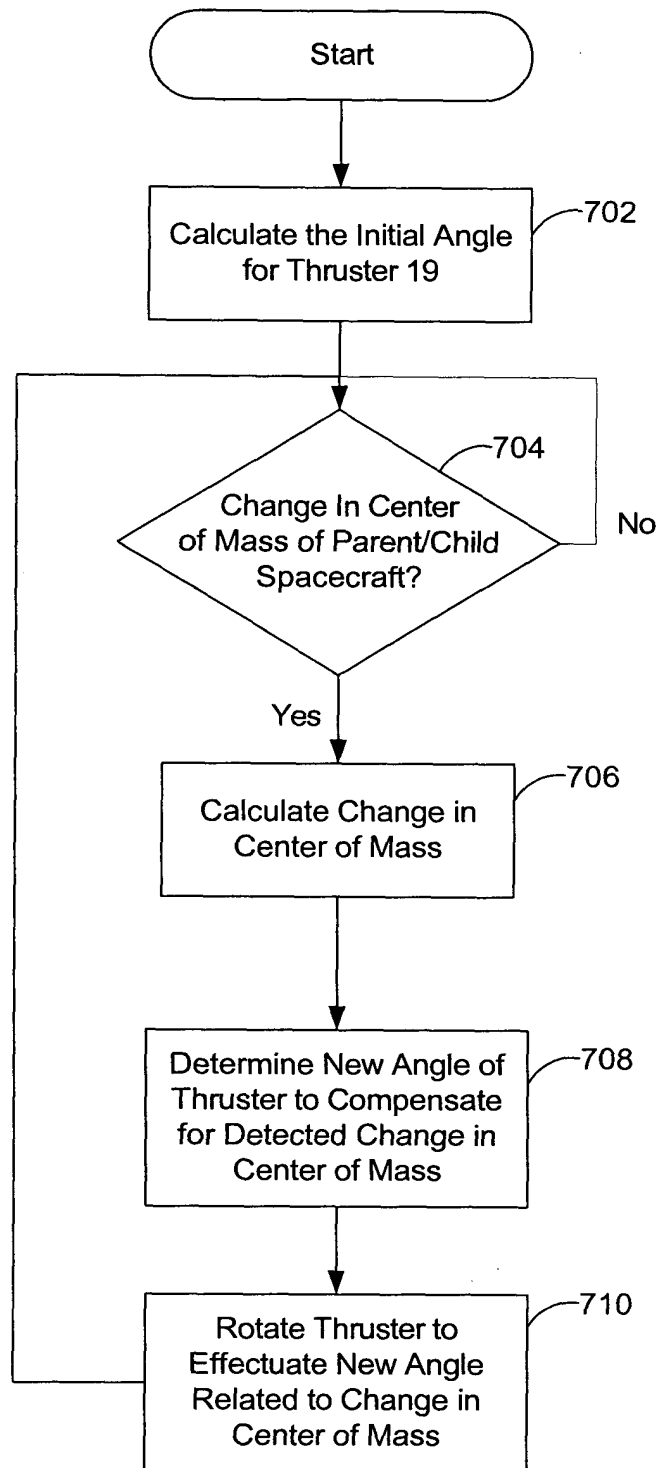 Start
702
Calculate the Initial Angle
for Thruster 19
704
Change In Center
of Mass of Parent/Child
Spacecraft?
No
Yes
706
Calculate Change in
Center of Mass
708
Determine New Angle of
Thruster to Compensate
for Detected Change in
Center of Mass
710
Rotate Thruster to
Effectuate New Angle
Related to Change in
Center of Mass